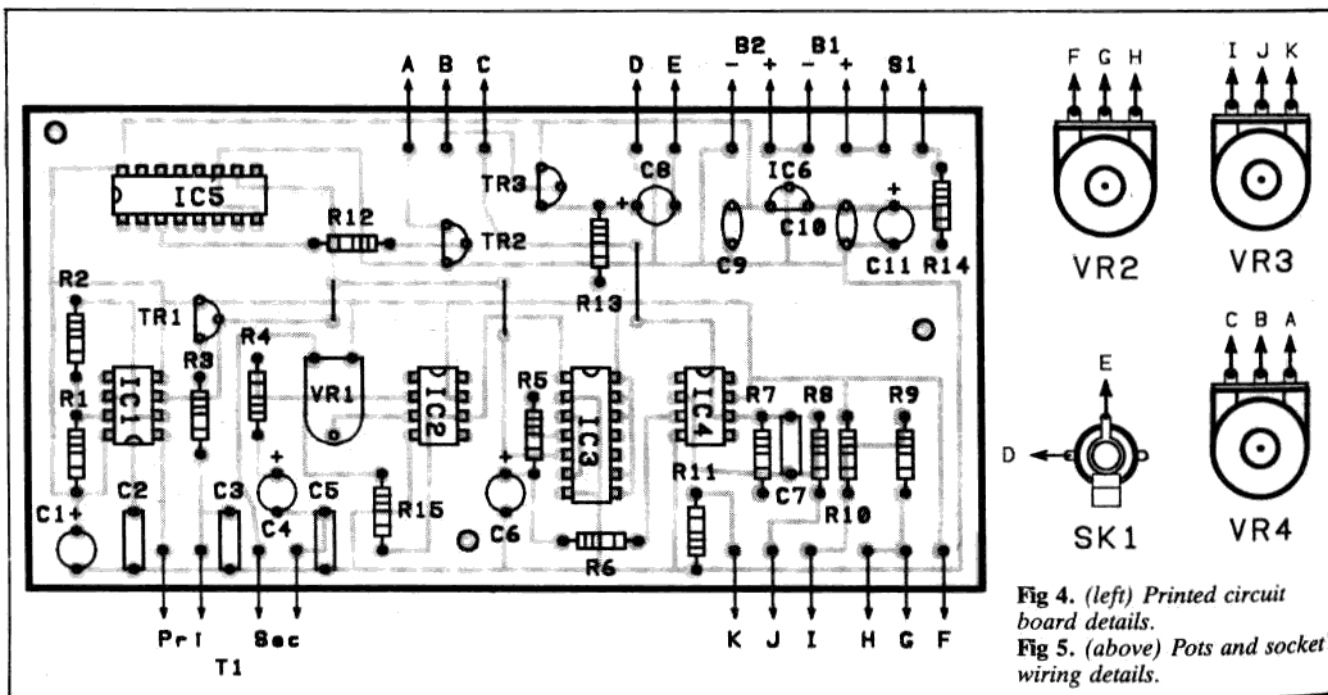 A B C D E B2 B1 S1
- + - +
F G H
I J K
IC5
TR3
C8
IC6
+
+
R12
TR2
C10
C9
C11
R14
R13
VR2
VR3
R2
TR1
R4
R3
R1
IC1
VR1
IC2
R5
IC3
IC4
R7
R8
R9
C B A
E
D
C1
+
C2
C3
+
C4
C5
R15
+
C6
R6
R11
C7
R10
SK1
VR4
Pri Sec
T1
K J I H G F
Fig 4. (left) Printed circuit
board details.
Fig 5. (above) Pots and socket
wiring details.